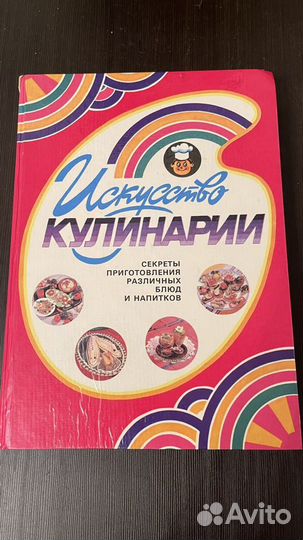 Искусство
КУЛИНАРИИ
СЕКРЕТЫ
ПРИГОТОВЛЕНИЯ
РАЗЛИЧНЫХ
БЛЮД
И НАПИТКОВ
Avito